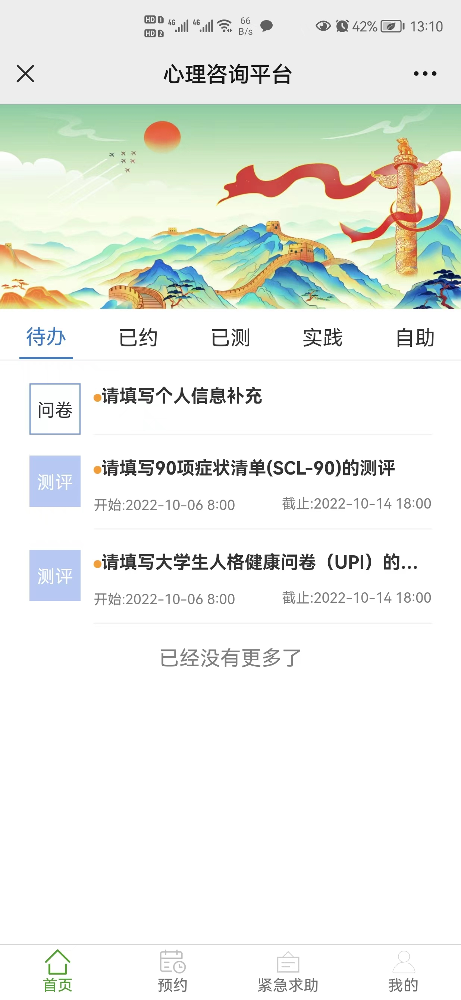 HD 1 4G 4G 66 42% 13:10
HD 2 B/s
心理咨询平台
待办 已约 已测 实践 自助
问卷
请填写个人信息补充
测评
请填写90项症状清单(SCL-90)的测评
开始:2022-10-06 8:00 截止:2022-10-14 18:00
测评
请填写大学生人格健康问卷（UPI）的...
开始:2022-10-06 8:00 截止:2022-10-14 18:00
已经没有更多了
首页 预约 紧急求助 我的